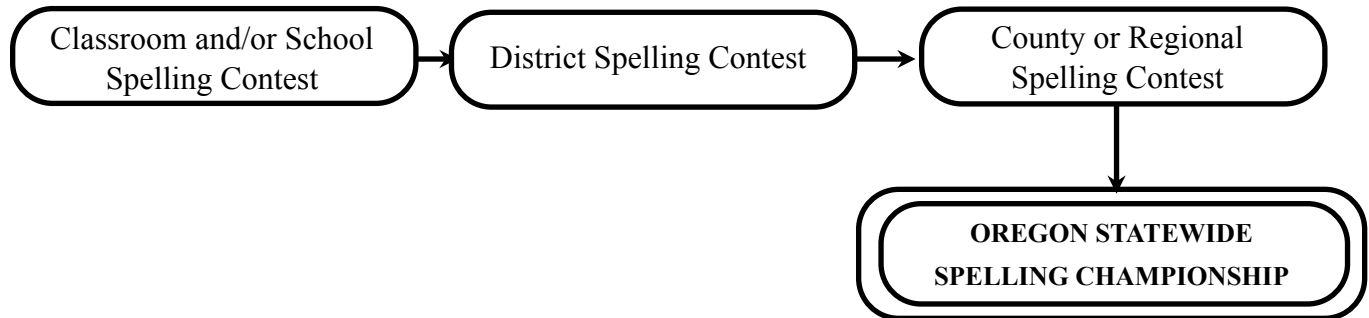 Classroom and/or School
Spelling Contest
District Spelling Contest
County or Regional
Spelling Contest
OREGON STATEWIDE
SPELLING CHAMPIONSHIP